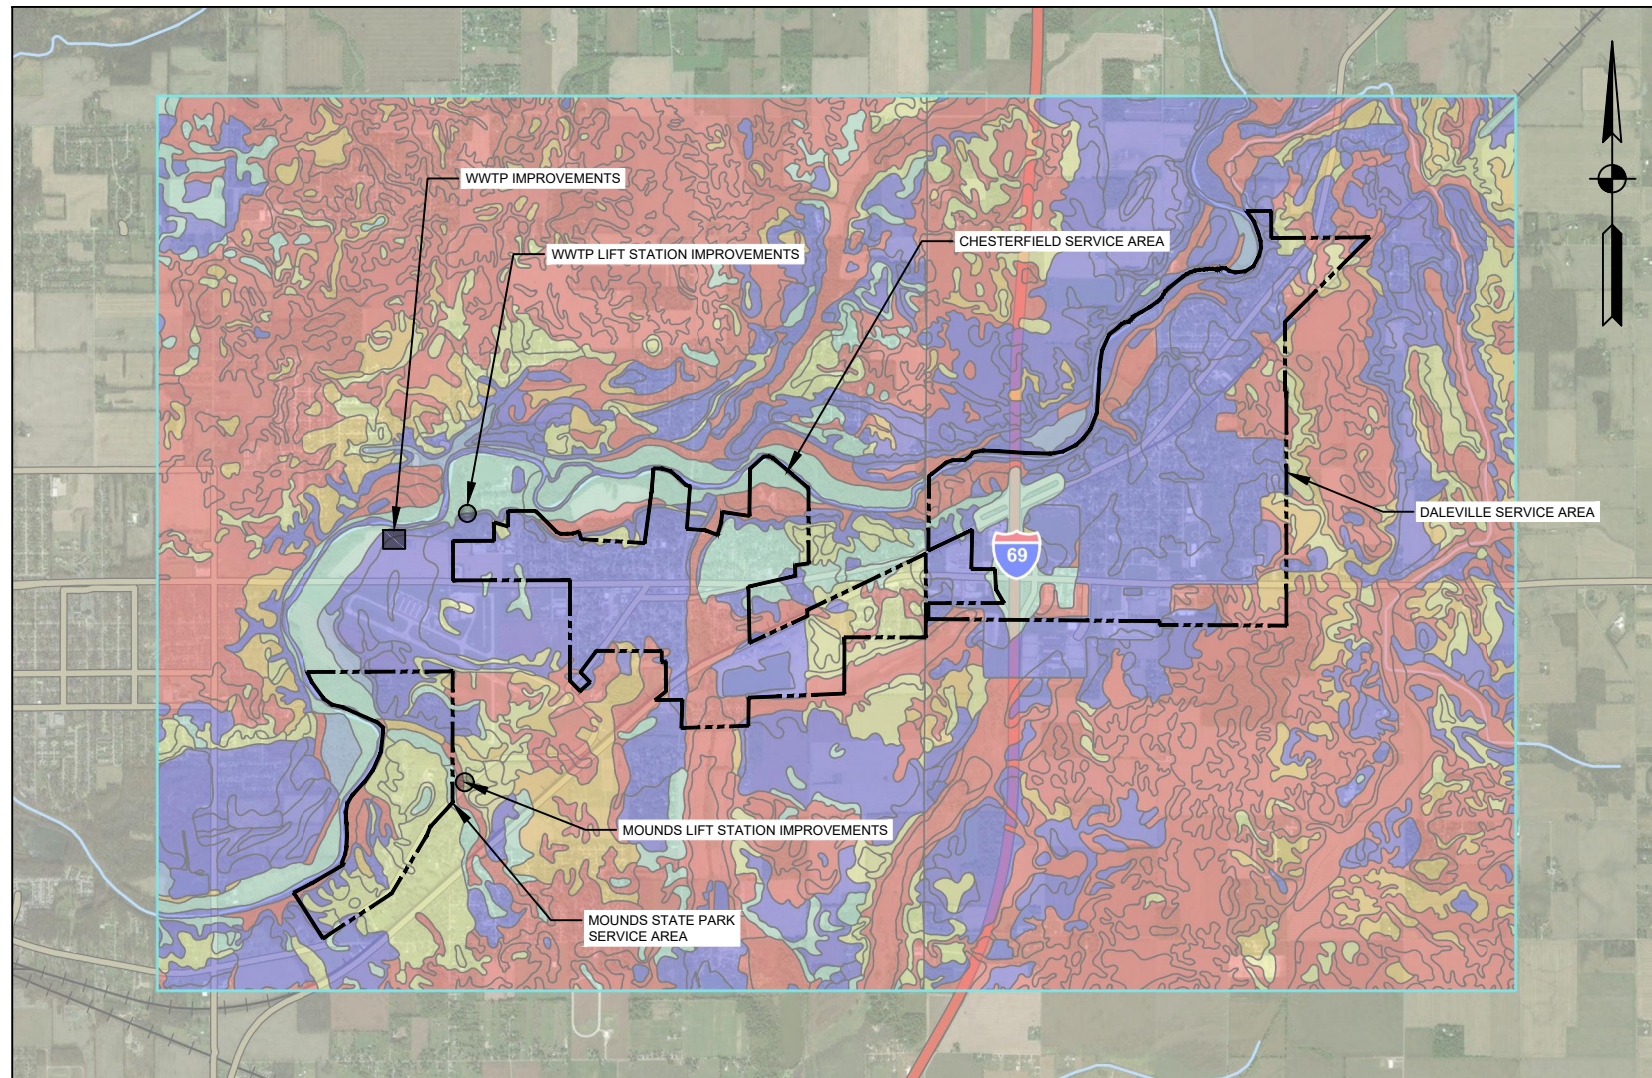 WWTP IMPROVEMENTS
WWTP LIFT STATION IMPROVEMENTS
CHESTERFIELD SERVICE AREA
DALEVILLE SERVICE AREA
69
MOUNDS LIFT STATION IMPROVEMENTS
MOUNDS STATE PARK
SERVICE AREA